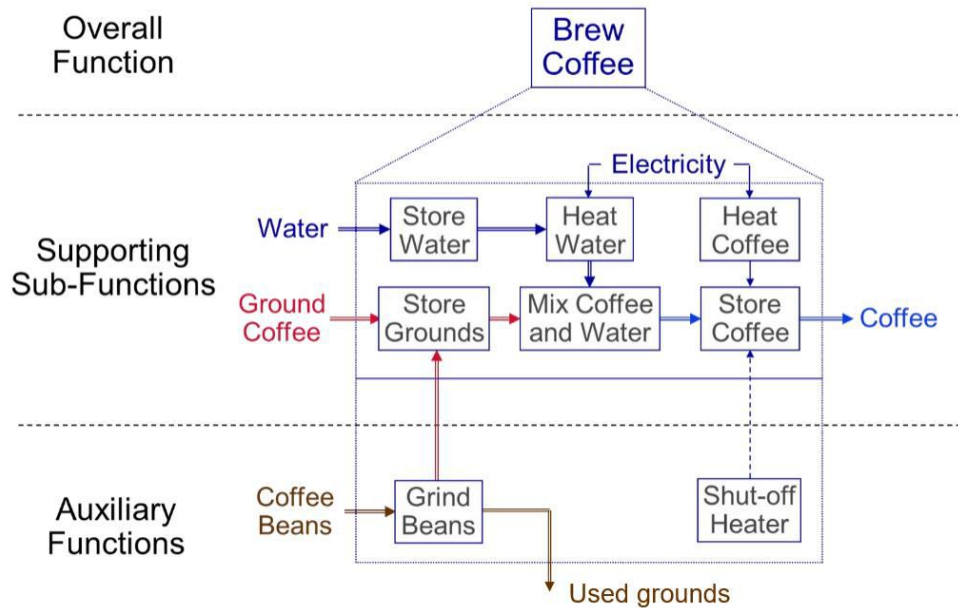 Overall
Function
Brew
Coffee
Electricity
Water
Store
Water
Heat
Water
Heat
Coffee
Supporting
Sub-Functions
Ground
Coffee
Store
Grounds
Mix Coffee
and Water
Store
Coffee
Coffee
Auxiliary
Functions
Coffee
Beans
Grind
Beans
Shut-off
Heater
Used grounds